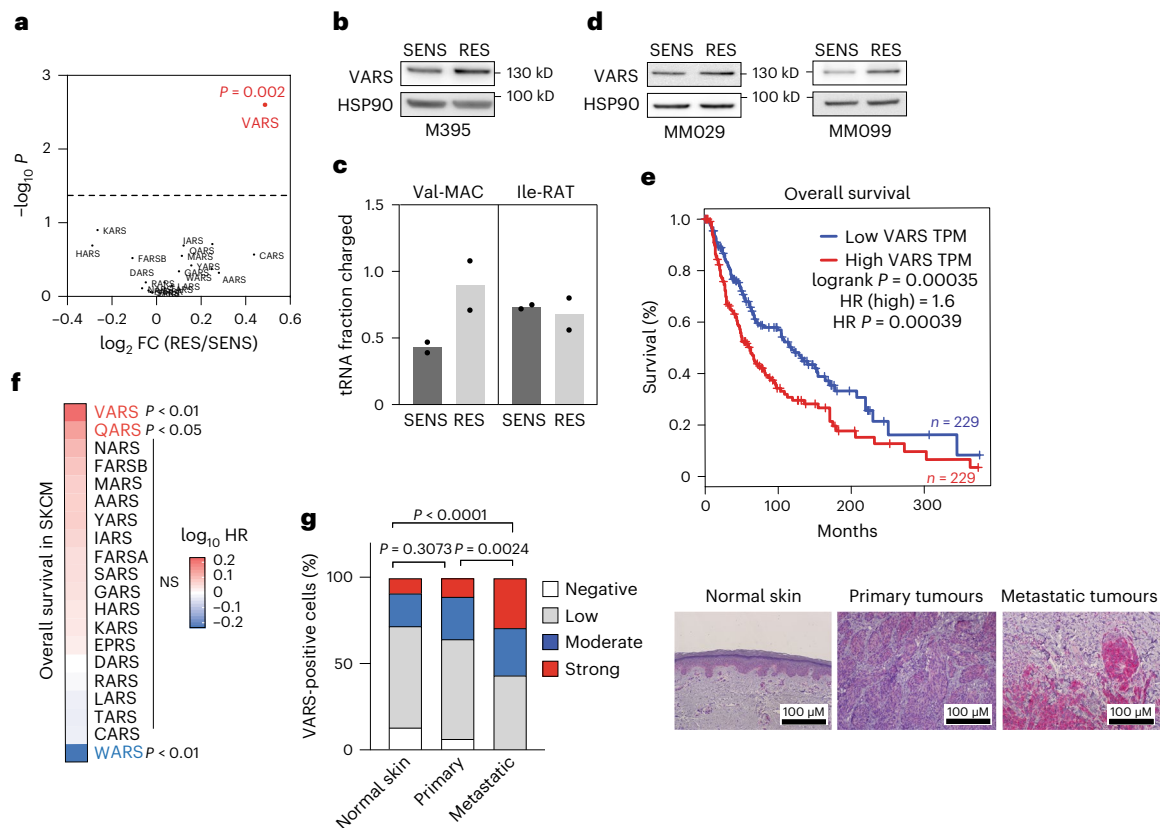 a
3
2
1
0
−log10 P
P = 0.002
VARS
KARS
HARS
FARSB
DARS
RARS
IARS
QARS
MARS
YARS
GARS
WARS
AARS
LARS
CARS
−0.4 −0.2 0 0.2 0.4 0.6
log2 FC (RES/SENS)
b
SENS RES
VARS
130 kD
HSP90
100 kD
M395
c
Val-MAC Ile-RAT
1.5
1.0
0.5
0
tRNA fraction charged
SENS RES SENS RES
d
SENS RES SENS RES
VARS
130 kD
HSP90
100 kD
MM029 MM099
e
Overall survival
1.0
0.8
0.6
0.4
0.2
0
Survival (%)
Low VARS TPM
High VARS TPM
logrank P = 0.00035
HR (high) = 1.6
HR P = 0.00039
n = 229
n = 229
0 100 200 300
Months
f
Overall survival in SKCM
VARS P < 0.01
QARS P < 0.05
NARS
FARSB
MARS
AARS
YARS
IARS
FARSA
SARS
GARS
HARS
KARS
EPRS
DARS
RARS
LARS
TARS
CARS
WARS P < 0.01
NS
log10 HR
0.2
0.1
0
−0.1
−0.2
g
P < 0.0001
P = 0.3073 P = 0.0024
100
50
0
VARS-positive cells (%)
Normal skin
Primary
Metastatic
Negative
Low
Moderate
Strong
Normal skin Primary tumours Metastatic tumours
100 µM 100 µM 100 µM